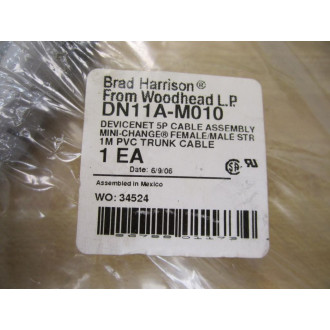 Brad Harrison®
From Woodhead L.P.
DN11A-M010
DEVICENET 5P CABLE ASSEMBLY
MINI-CHANGE® FEMALE/MALE STR
1M PVC TRUNK CABLE
1 EA
Date: 6/9/06
Assembled in Mexico
WO: 34524